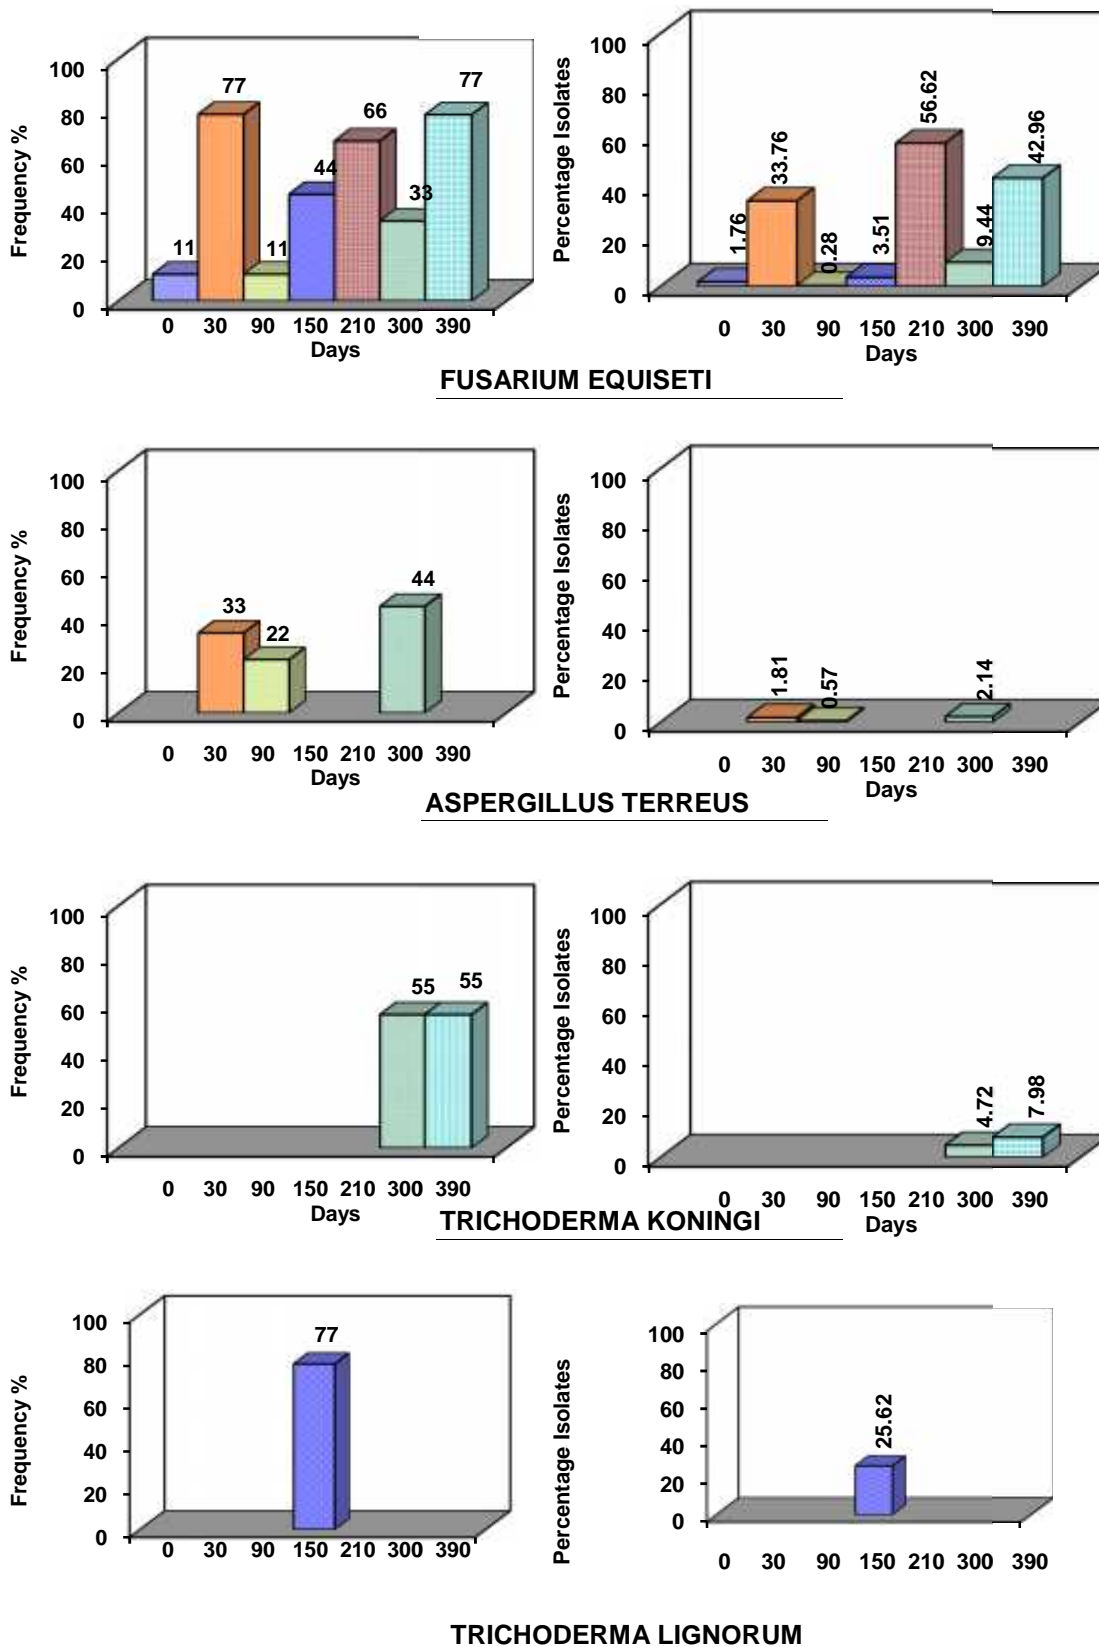 Frequency %
100
80
60
40
20
0
11
77
11
44
66
33
77
0 30 90 150 210 300 390
Days
Percentage Isolates
100
80
60
40
20
0
1.76
33.76
0.28
3.51
56.62
9.44
42.96
0 30 90 150 210 300 390
Days
FUSARIUM EQUISETI
Frequency %
100
80
60
40
20
0
33
22
44
0 30 90 150 210 300 390
Days
Percentage Isolates
100
80
60
40
20
0
1.81
0.57
2.14
0 30 90 150 210 300 390
Days
ASPERGILLUS TERREUS
Frequency %
100
80
60
40
20
0
55
55
0 30 90 150 210 300 390
Days
Percentage Isolates
100
80
60
40
20
0
4.72
7.98
0 30 90 150 210 300 390
Days
TRICHODERMA KONINGI
Frequency %
100
80
60
40
20
0
77
0 30 90 150 210 300 390
Percentage Isolates
100
80
60
40
20
0
25.62
0 30 90 150 210 300 390
TRICHODERMA LIGNORUM